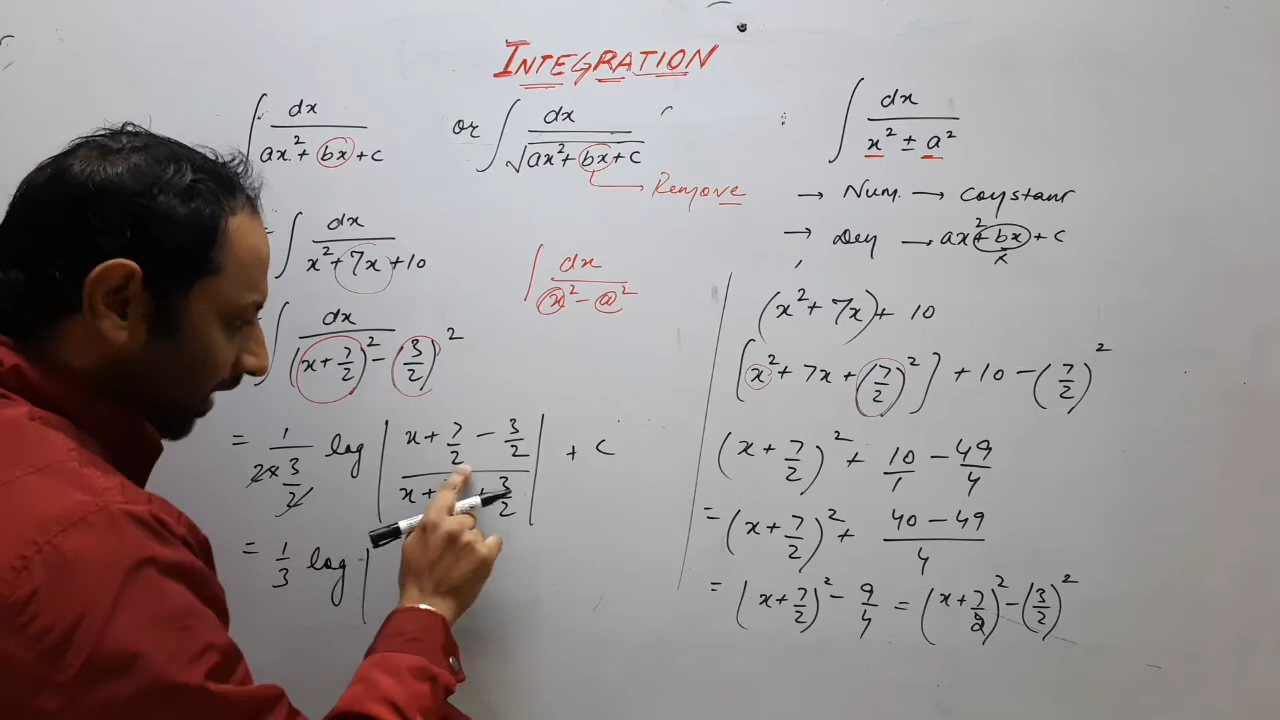 INTEGRATION
∫ dx / (ax² + bx + c) or ∫ dx / √(ax² + bx + c)
Remove
= ∫ dx / (x² + 7x + 10)
∫ dx / (x² − a²)
∫ dx / ((x + 7/2)² − (3/2)²)
= 1 / (2 × 3/2) log | (x + 7/2 − 3/2) / (x + + 3/2) | + c
= 1/3 log |
∫ dx / (x² ± a²)
→ Num. → constant
→ Den → ax² + bx + c
x
(x² + 7x) + 10
[x² + 7x + (7/2)²] + 10 − (7/2)²
(x + 7/2)² + 10/1 − 49/4
= (x + 7/2)² + (40 − 49)/4
= (x + 7/2)² − 9/4 = (x + 7/2)² − (3/2)²